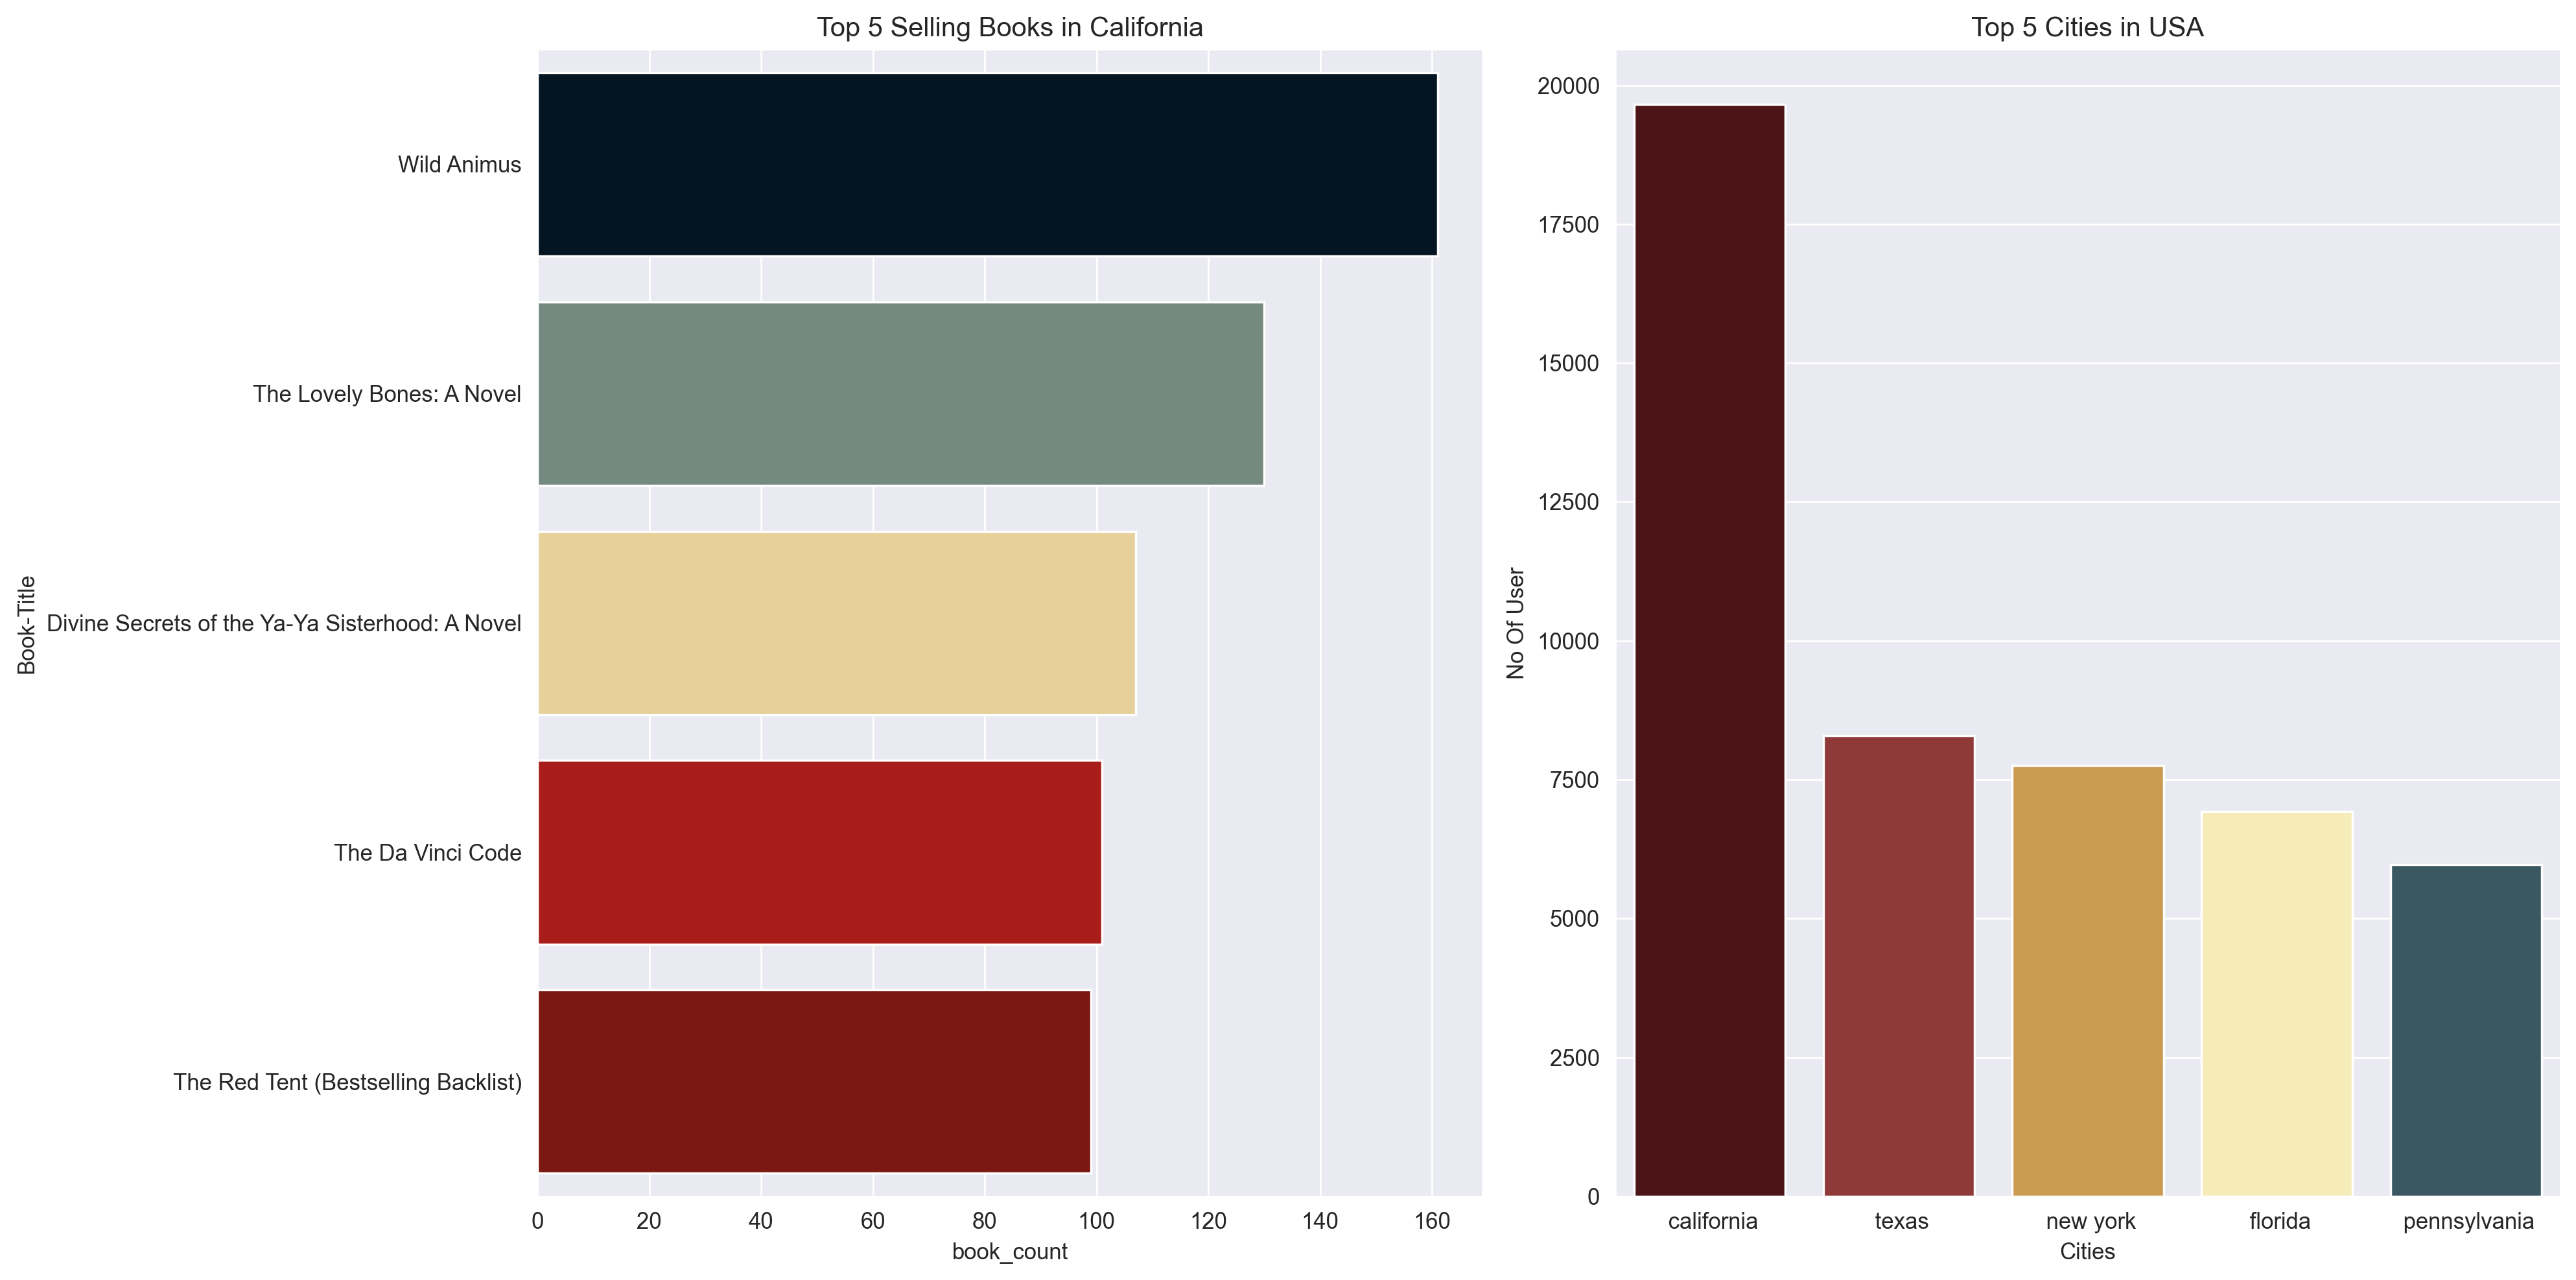 Top 5 Selling Books in California
Book-Title
Wild Animus
The Lovely Bones: A Novel
Divine Secrets of the Ya-Ya Sisterhood: A Novel
The Da Vinci Code
The Red Tent (Bestselling Backlist)
0 20 40 60 80 100 120 140 160
book_count
Top 5 Cities in USA
No Of User
20000
17500
15000
12500
10000
7500
5000
2500
0
california texas new york florida pennsylvania
Cities